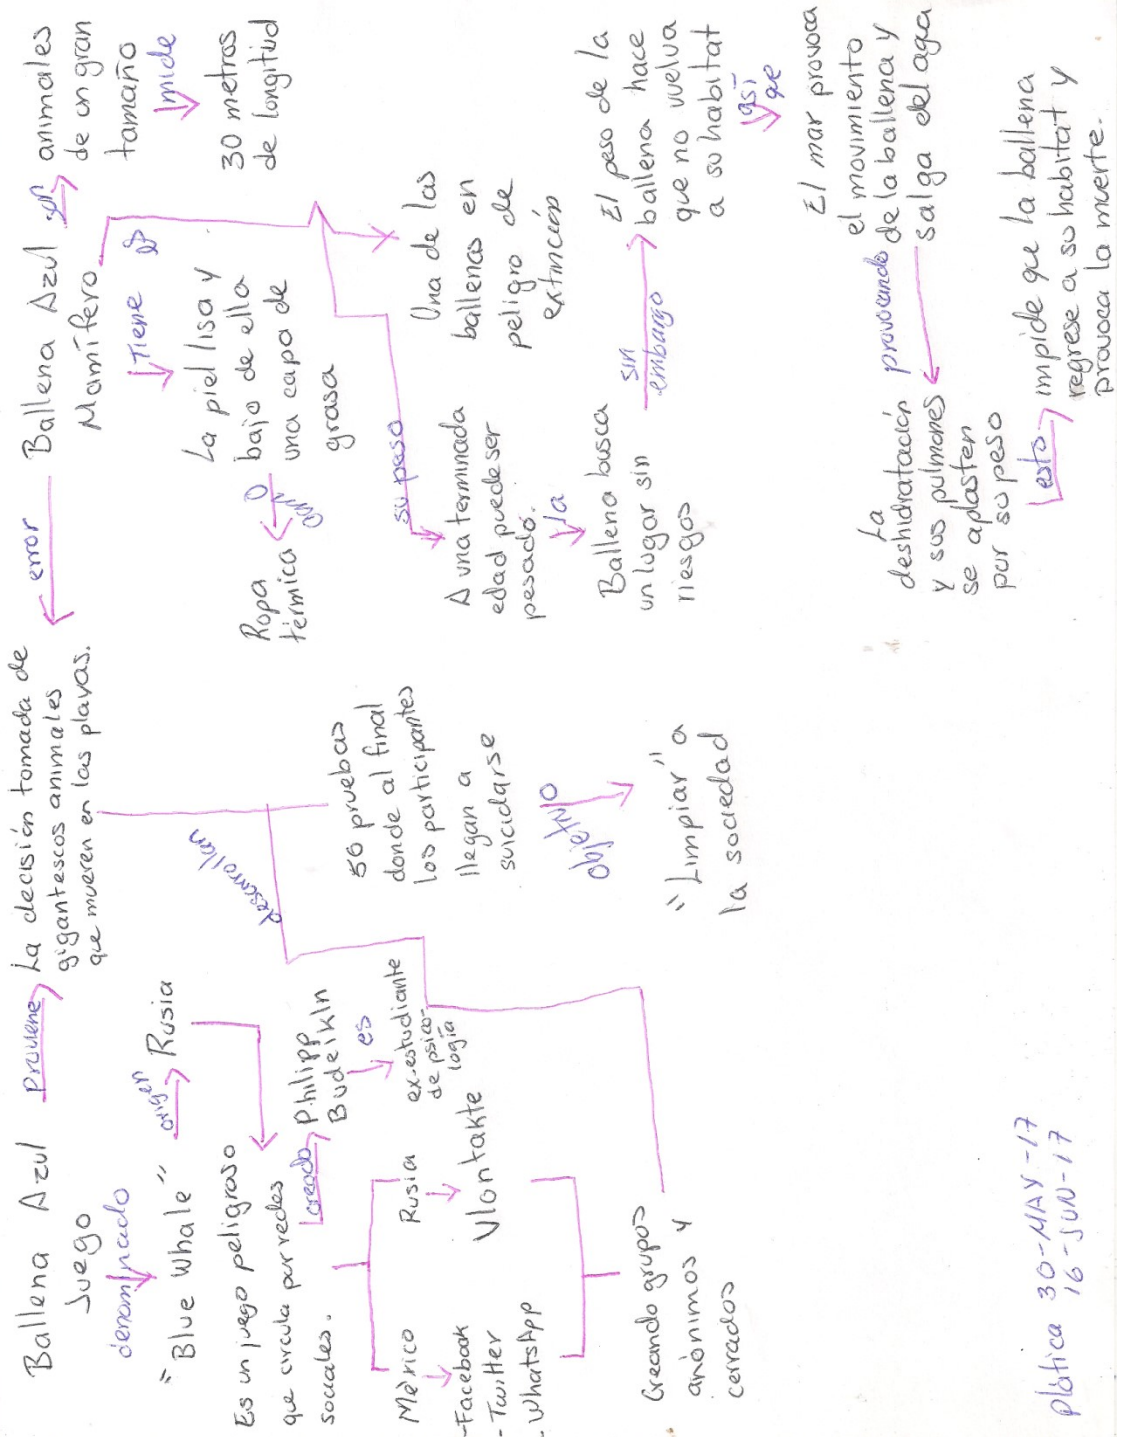 Ballena Azul
Juego
denominado
"Blue Whale"
origen
Rusia
Es un juego peligroso
que circula por redes
sociales.
creado
Philipp
Budeikin
es
ex-estudiante
de psico-
logía
México
-Facebook
-Twitter
-WhatsApp
Rusia
Vlontakte
Creando grupos
anónimos y
cerrados
Proviene
La decisión tomada de
gigantescos animales
que mueren en las playas.
desarrollan
50 pruebas
donde al final
los participantes
llegan a
suicidarse
objetivo
"Limpiar" a
la sociedad
error
Ballena Azul
Mamífero
son
animales
de un gran
tamaño
mide
30 metros
de longitud
Tiene
La piel lisa y
bajo de ella
una capa de
grasa
O
Ropa
térmica
es
Una de las
ballenas en
peligro de
extinción
su peso
A una terminada
edad puede ser
pesado.
la
Ballena busca
un lugar sin
riesgos
sin
embargo
El peso de la
ballena hace
que no vuelva
a su habitat
así
que
El mar provoca
el movimiento
de la ballena y
salga del agua
provocando
La
deshidratación
y sus pulmones
se aplasten
por su peso
esto
impide que la ballena
regrese a su habitat y
provoca la muerte.
plática 30-MAY-17
16-JUN-17